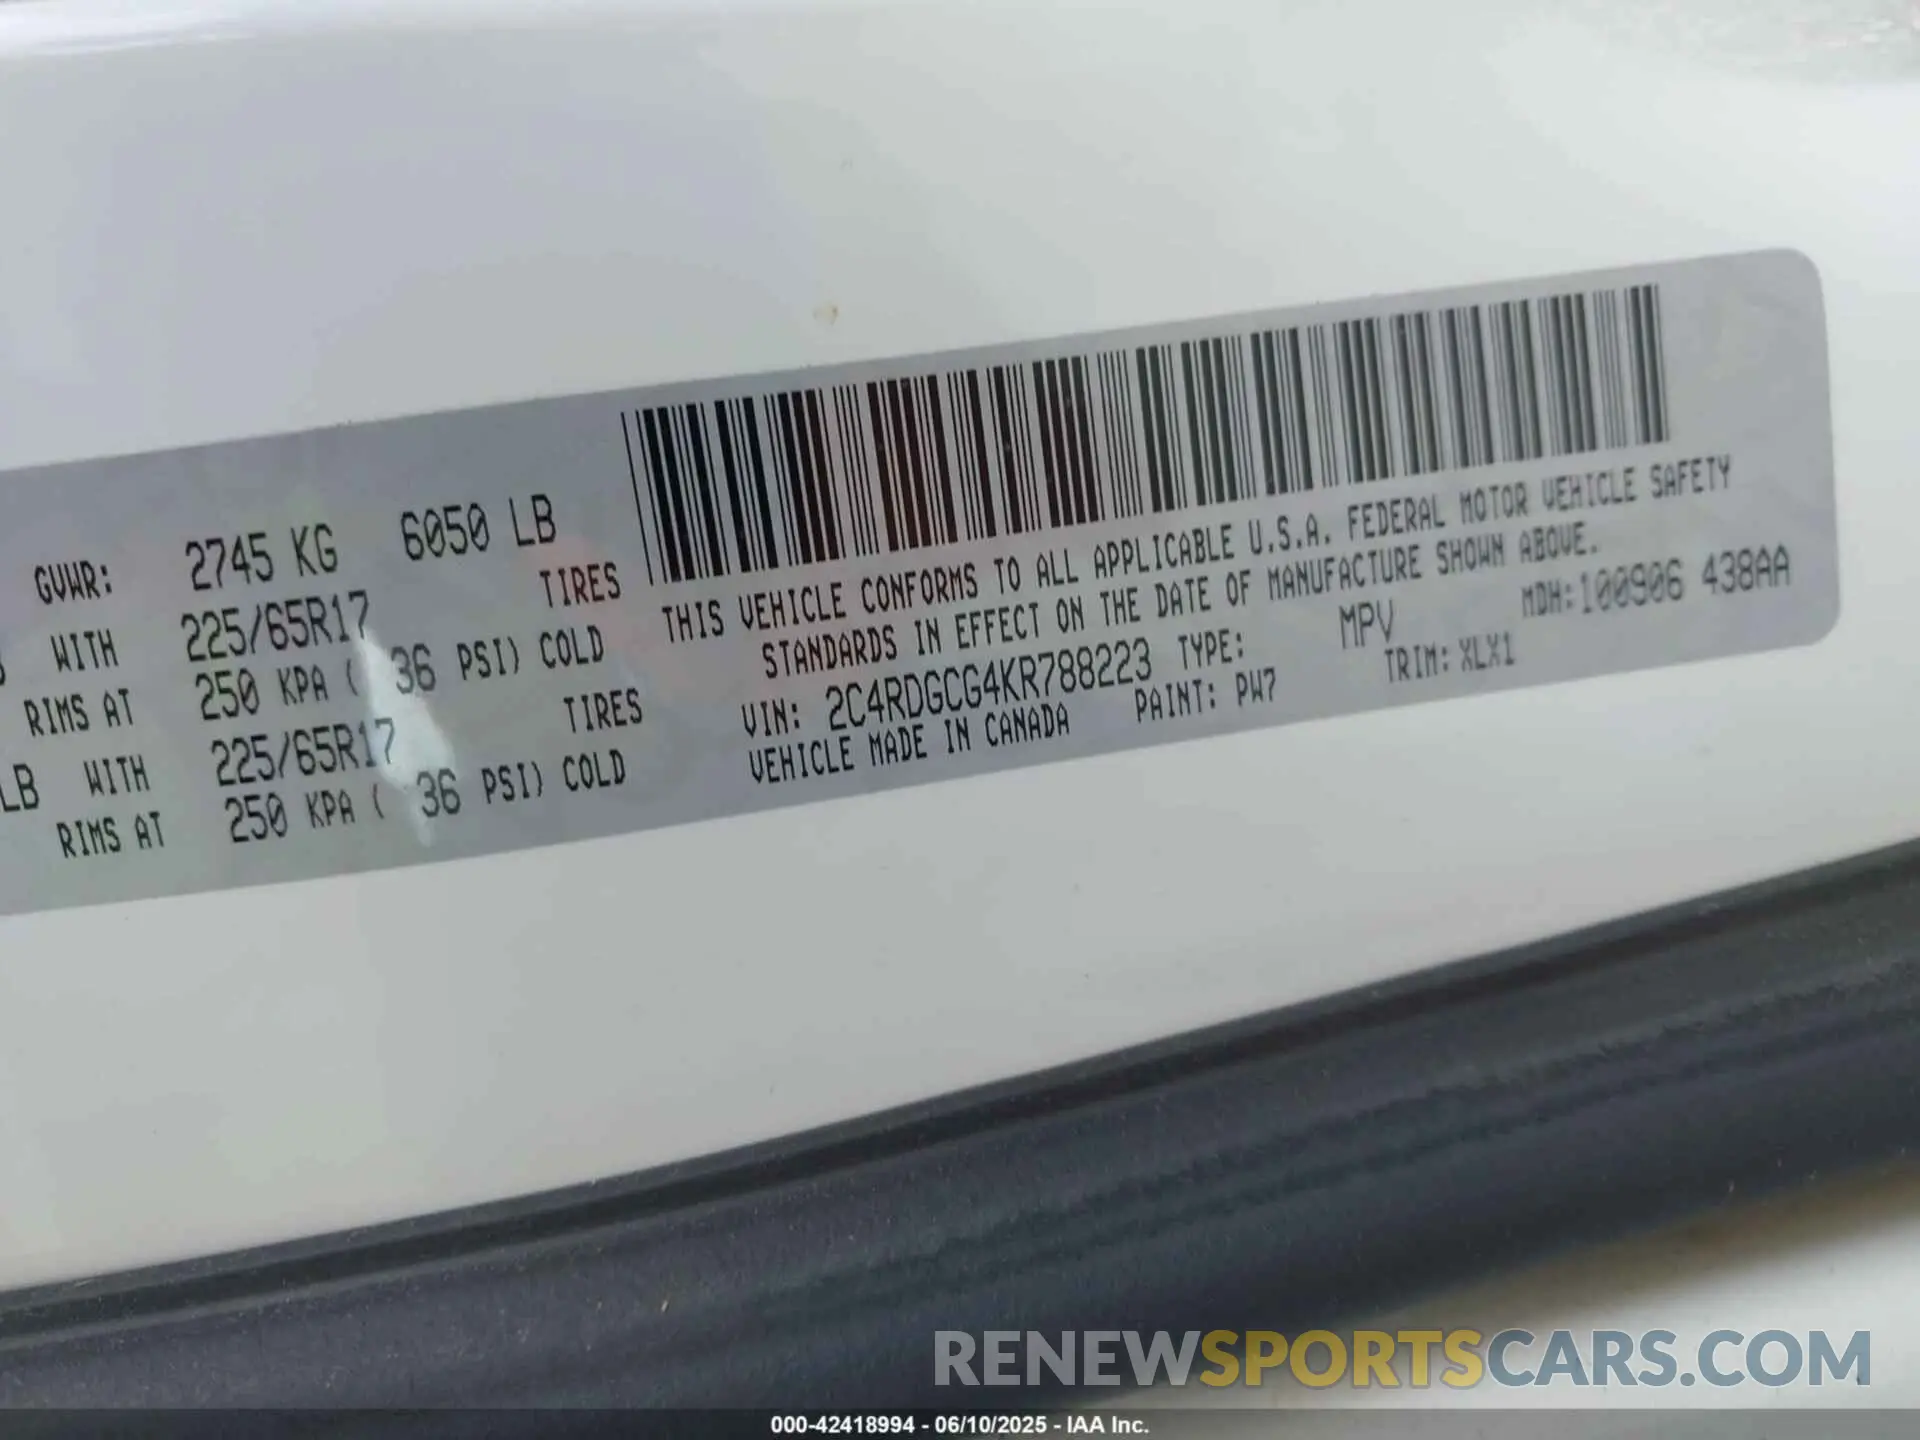 GVWR: 2745 KG 6050 LB
WITH 225/65R17 TIRES
RIMS AT 250 KPA ( 36 PSI) COLD
LB WITH 225/65R17 TIRES
RIMS AT 250 KPA ( 36 PSI) COLD
THIS VEHICLE CONFORMS TO ALL APPLICABLE U.S.A. FEDERAL MOTOR VEHICLE SAFETY
STANDARDS IN EFFECT ON THE DATE OF MANUFACTURE SHOWN ABOVE.
VIN: 2C4RDGCG4KR788223 TYPE: MPV MDH:100906 438AA
VEHICLE MADE IN CANADA PAINT: PW7 TRIM: XLX1
RENEWSPORTSCARS.COM
000-42418994 - 06/10/2025 - IAA Inc.